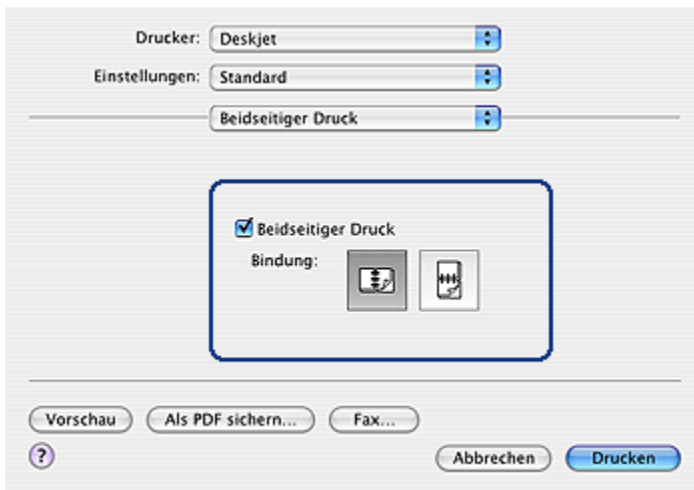 Drucker: Deskjet
Einstellungen: Standard
Beidseitiger Druck
Beidseitiger Druck
Bindung:
Vorschau Als PDF sichern... Fax...
? Abbrechen Drucken